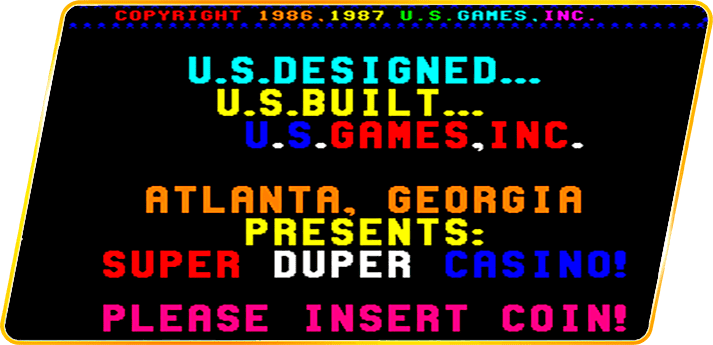 COPYRIGHT 1986,1987 U.S.GAMES,INC.
U.S.DESIGNED...
U.S.BUILT...
U.S.GAMES,INC.
ATLANTA, GEORGIA
PRESENTS:
SUPER DUPER CASINO!
PLEASE INSERT COIN!